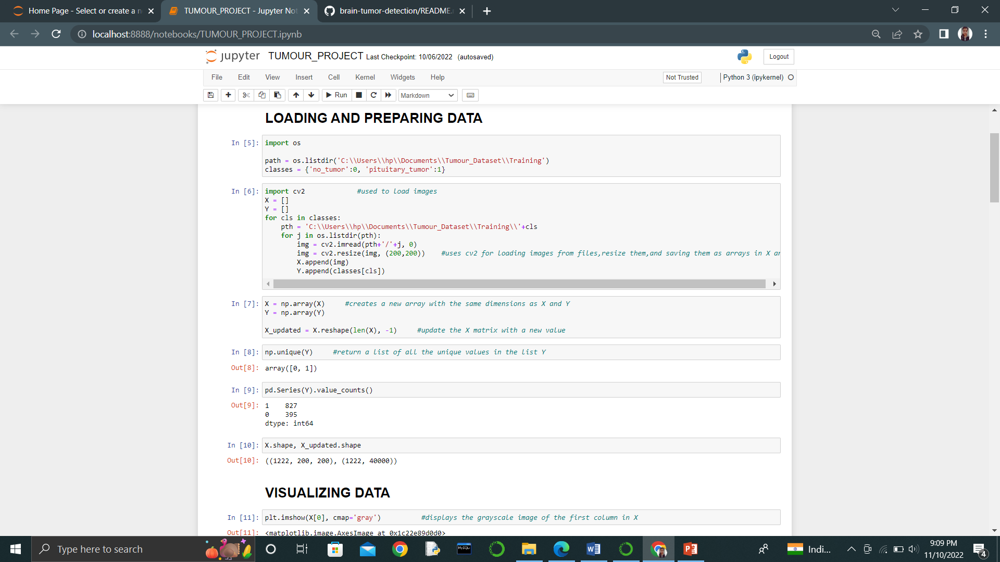 Home Page - Select or create a n
TUMOUR_PROJECT - Jupyter Not
brain-tumor-detection/README.r
localhost:8888/notebooks/TUMOUR_PROJECT.ipynb
jupyter TUMOUR_PROJECT Last Checkpoint: 10/06/2022 (autosaved)
Logout
File Edit View Insert Cell Kernel Widgets Help
Not Trusted
Python 3 (ipykernel)
Run
Markdown
LOADING AND PREPARING DATA
In [5]: import os
path = os.listdir('C:\\Users\\hp\\Documents\\Tumour_Dataset\\Training')
classes = {'no_tumor':0, 'pituitary_tumor':1}
In [6]: import cv2 #used to load images
X = []
Y = []
for cls in classes:
pth = 'C:\\Users\\hp\\Documents\\Tumour_Dataset\\Training\\'+cls
for j in os.listdir(pth):
img = cv2.imread(pth+'/'+j, 0)
img = cv2.resize(img, (200,200)) #uses cv2 for loading images from files,resize them,and saving them as arrays in X ar
X.append(img)
Y.append(classes[cls])
In [7]: X = np.array(X) #creates a new array with the same dimensions as X and Y
Y = np.array(Y)
X_updated = X.reshape(len(X), -1) #update the X matrix with a new value
In [8]: np.unique(Y) #return a list of all the unique values in the list Y
Out[8]: array([0, 1])
In [9]: pd.Series(Y).value_counts()
Out[9]: 1 827
0 395
dtype: int64
In [10]: X.shape, X_updated.shape
Out[10]: ((1222, 200, 200), (1222, 40000))
VISUALIZING DATA
In [11]: plt.imshow(X[0], cmap='gray') #displays the grayscale image of the first column in X
Out[11]: <matplotlib.image.AxesImage at 0x1c22e89d0d0>
Type here to search
MySQL
Indi...
9:09 PM
11/10/2022
4